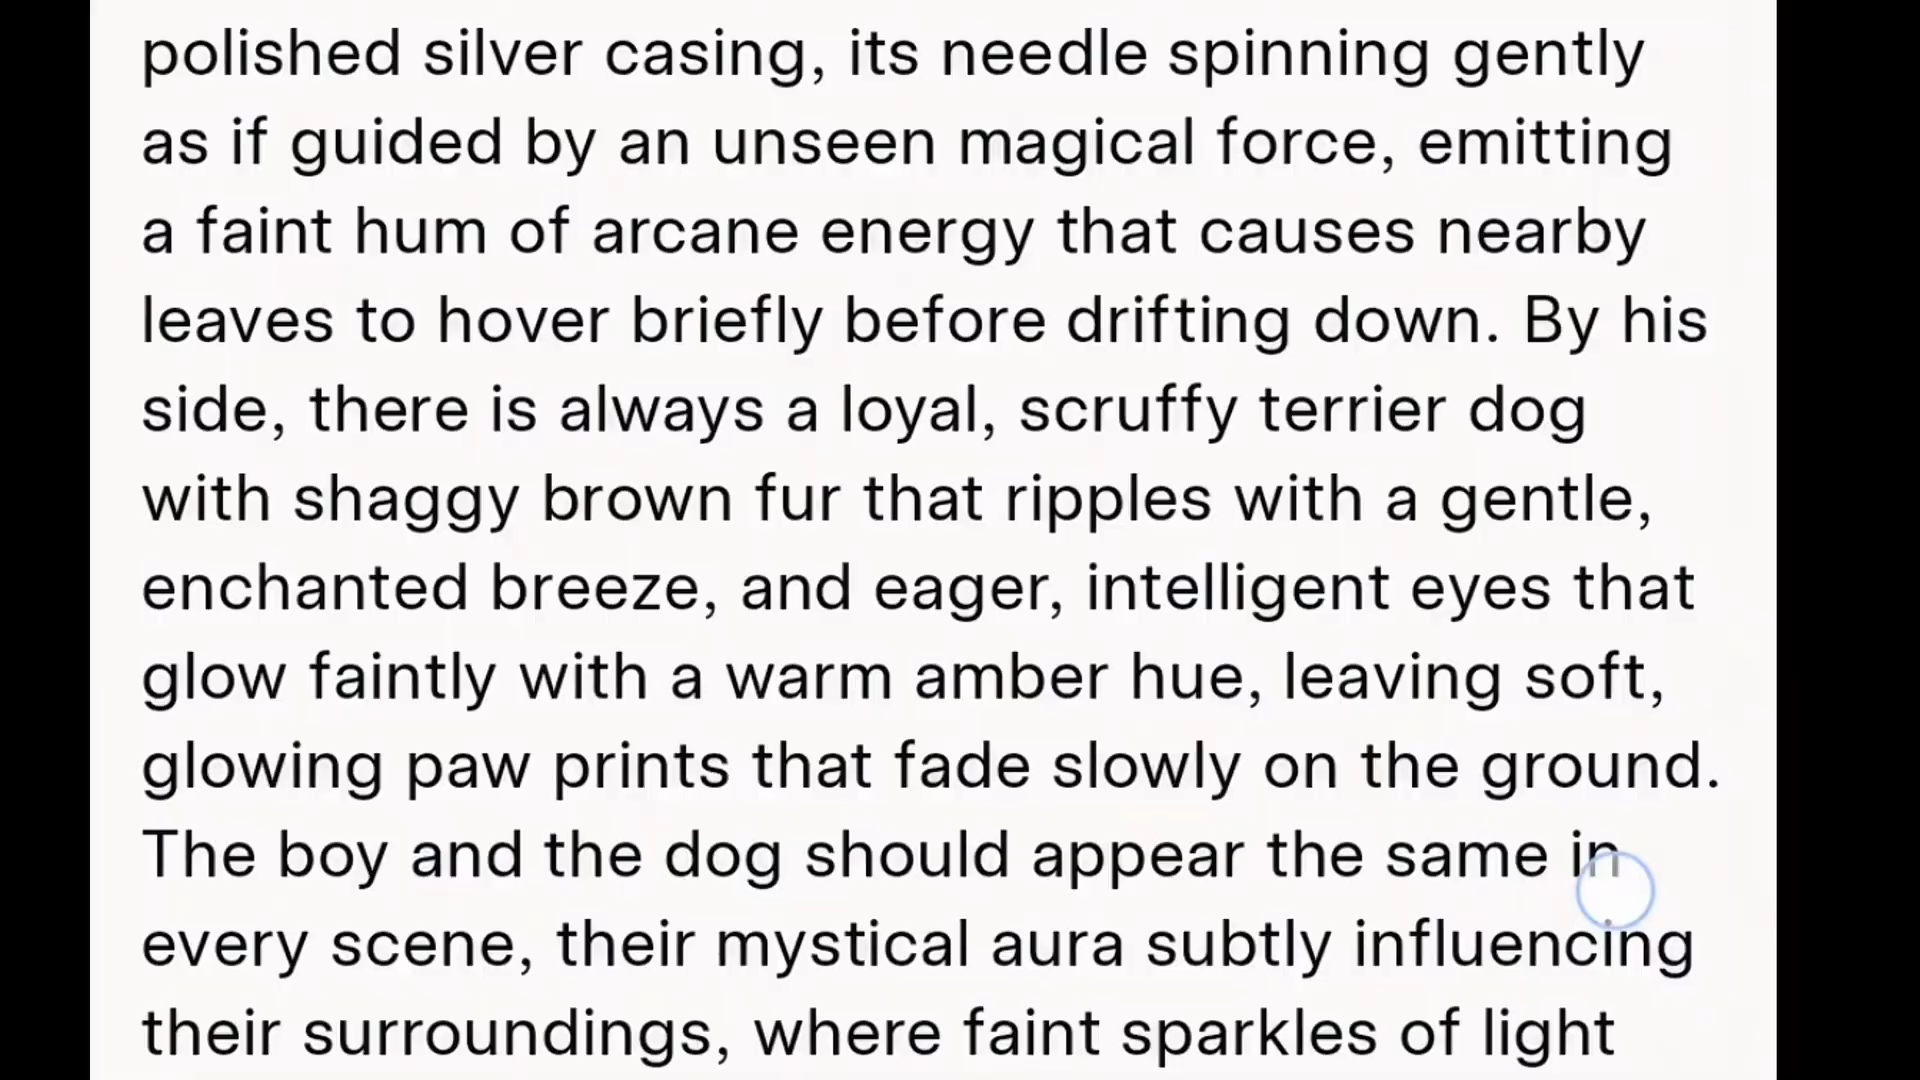 polished silver casing, its needle spinning gently
as if guided by an unseen magical force, emitting
a faint hum of arcane energy that causes nearby
leaves to hover briefly before drifting down. By his
side, there is always a loyal, scruffy terrier dog
with shaggy brown fur that ripples with a gentle,
enchanted breeze, and eager, intelligent eyes that
glow faintly with a warm amber hue, leaving soft,
glowing paw prints that fade slowly on the ground.
The boy and the dog should appear the same in
every scene, their mystical aura subtly influencing
their surroundings, where faint sparkles of light